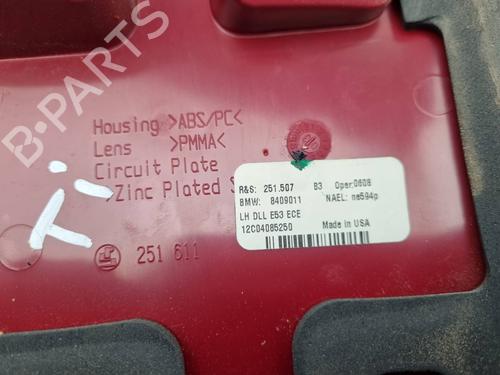 B-PARTS
Housing >ABS/PC<
Lens >PMMA<
Circuit Plate
>Zinc Plated S
251 611
R&S: 251.507 B3 Oper:0608
BMW: 8409011 NAEL: ne594p
LH DLL E53 ECE
12C04085250 Made in USA